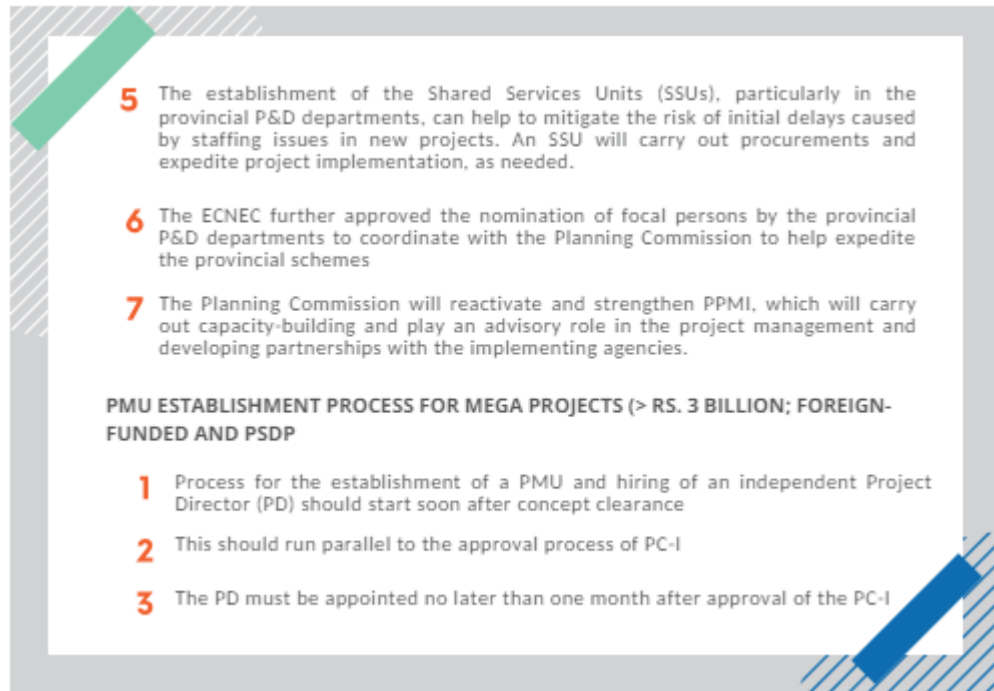 5 The establishment of the Shared Services Units (SSUs), particularly in the
provincial P&D departments, can help to mitigate the risk of initial delays caused
by staffing issues in new projects. An SSU will carry out procurements and
expedite project implementation, as needed.
6 The ECNEC further approved the nomination of focal persons by the provincial
P&D departments to coordinate with the Planning Commission to help expedite
the provincial schemes
7 The Planning Commission will reactivate and strengthen PPMI, which will carry
out capacity-building and play an advisory role in the project management and
developing partnerships with the implementing agencies.
PMU ESTABLISHMENT PROCESS FOR MEGA PROJECTS (> RS. 3 BILLION; FOREIGN-
FUNDED AND PSDP
1 Process for the establishment of a PMU and hiring of an independent Project
Director (PD) should start soon after concept clearance
2 This should run parallel to the approval process of PC-I
3 The PD must be appointed no later than one month after approval of the PC-I